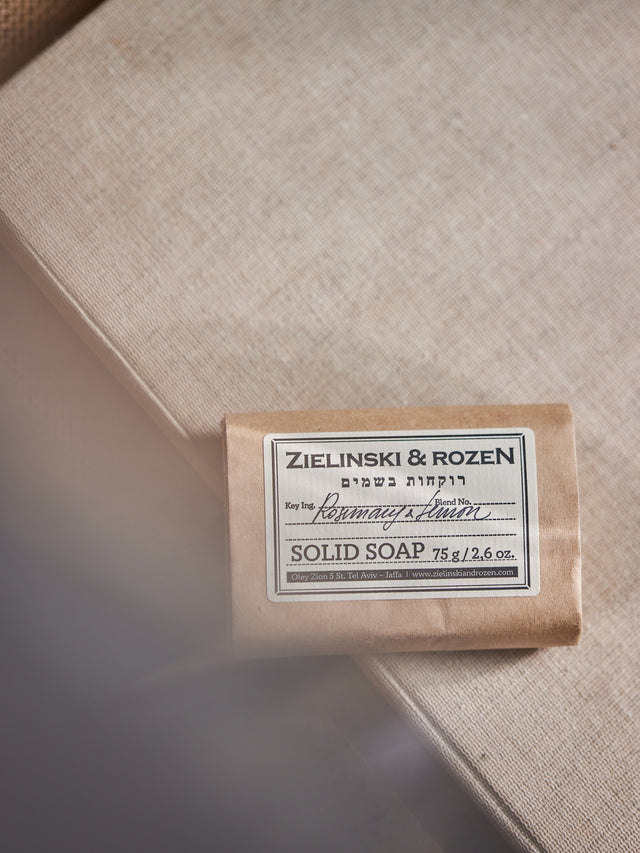 ZIELINSKI & ROZEN
רוקחות בשמים
Key Ing. Rosemary & Lemon Blend No.
SOLID SOAP 75 g / 2,6 oz.
Oley Zion 5 St. Tel Aviv – Jaffa | www.zielinskiandrozen.com